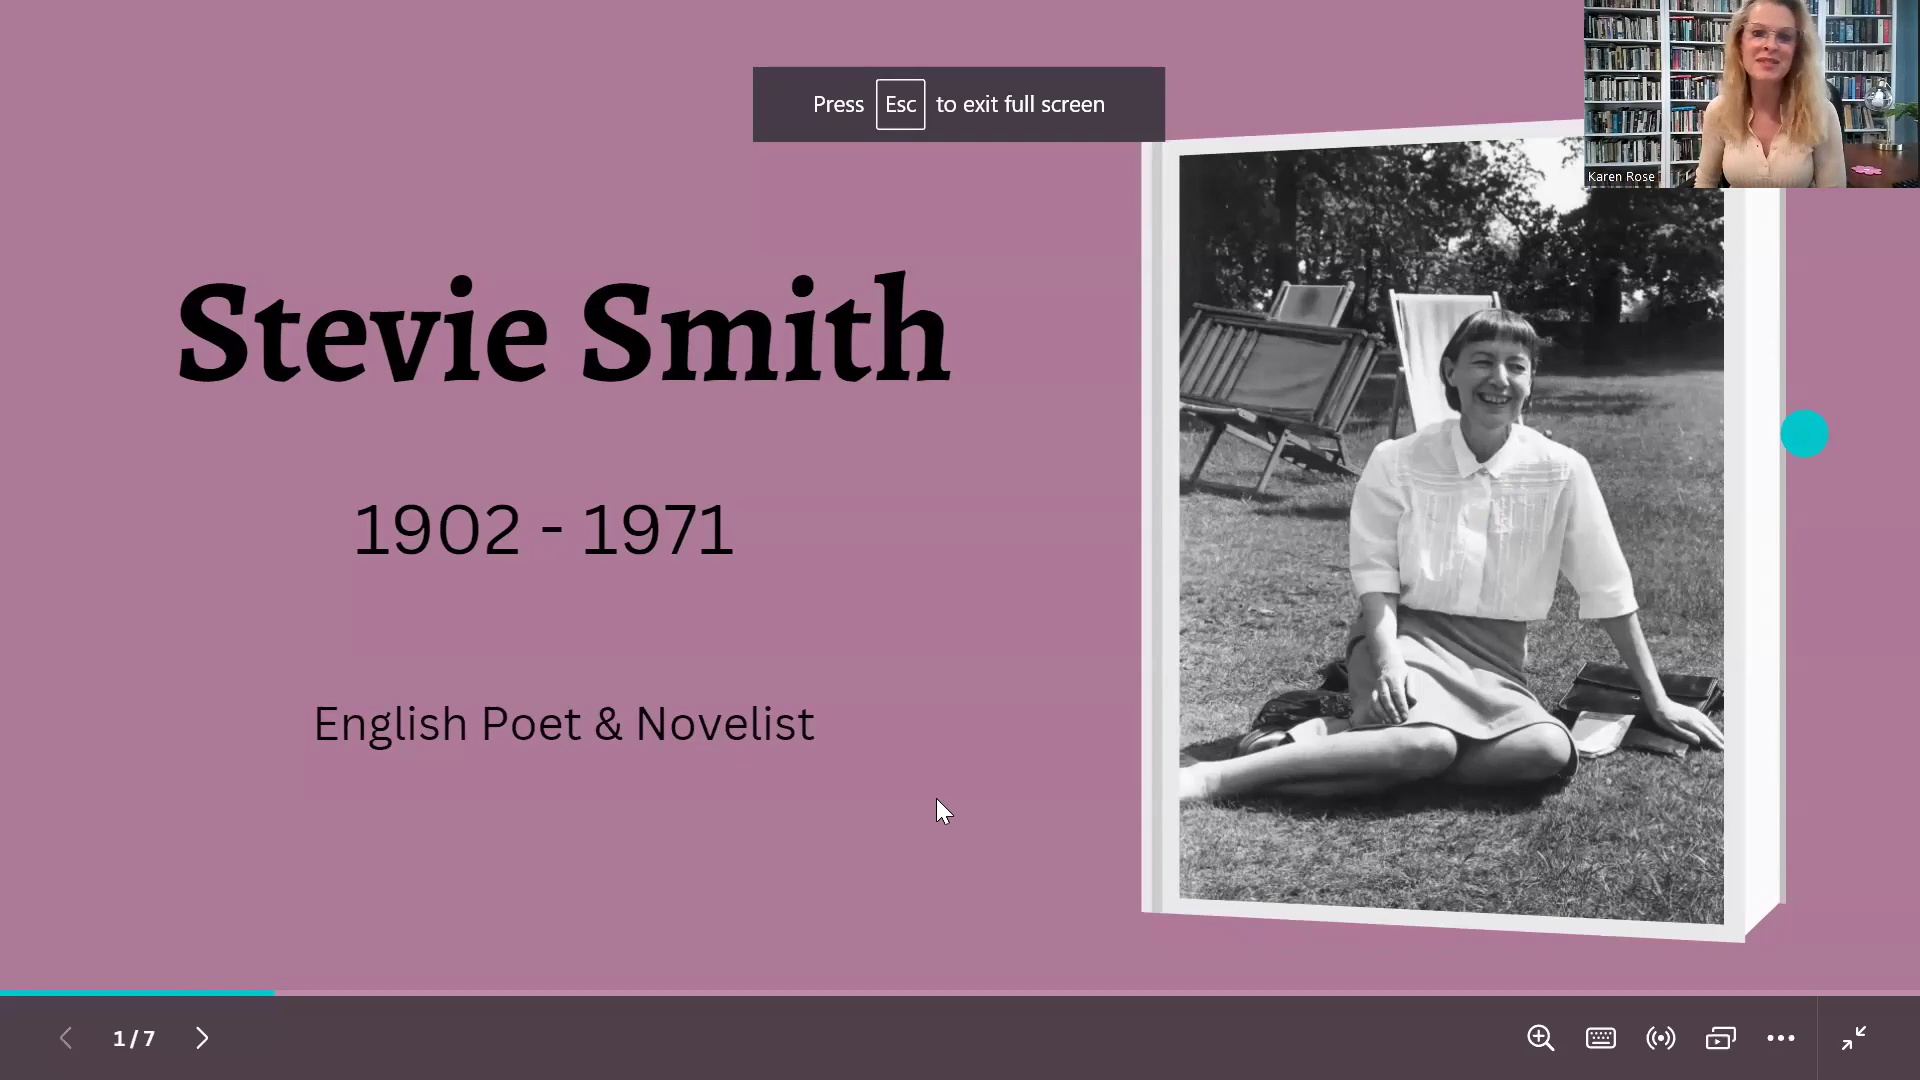 Press Esc to exit full screen
Karen Rose
Stevie Smith
1902 - 1971
English Poet & Novelist
1 / 7